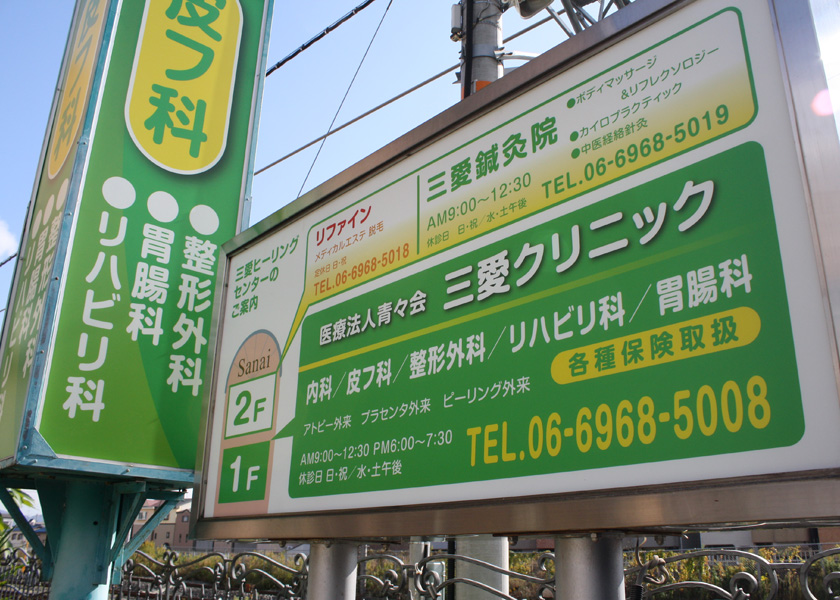 皮フ科
●整形外科
●胃腸科
●リハビリ科
三愛ヒーリング
センターの
ご案内
Sanai
2F
1F
リファイン
メディカルエステ 脱毛
定休日 日・祝
TEL.06-6968-5018
三愛鍼灸院
AM9:00〜12:30
休診日 日・祝／水・土午後
●ボディマッサージ
&リフレクソロジー
●カイロプラクティック
●中医経絡針灸
TEL.06-6968-5019
医療法人青々会 三愛クリニック
内科／皮フ科／整形外科／リハビリ科／胃腸科
アトピー外来 プラセンタ外来 ピーリング外来
各種保険取扱
AM9:00〜12:30 PM6:00〜7:30
休診日 日・祝／水・土午後
TEL.06-6968-5008